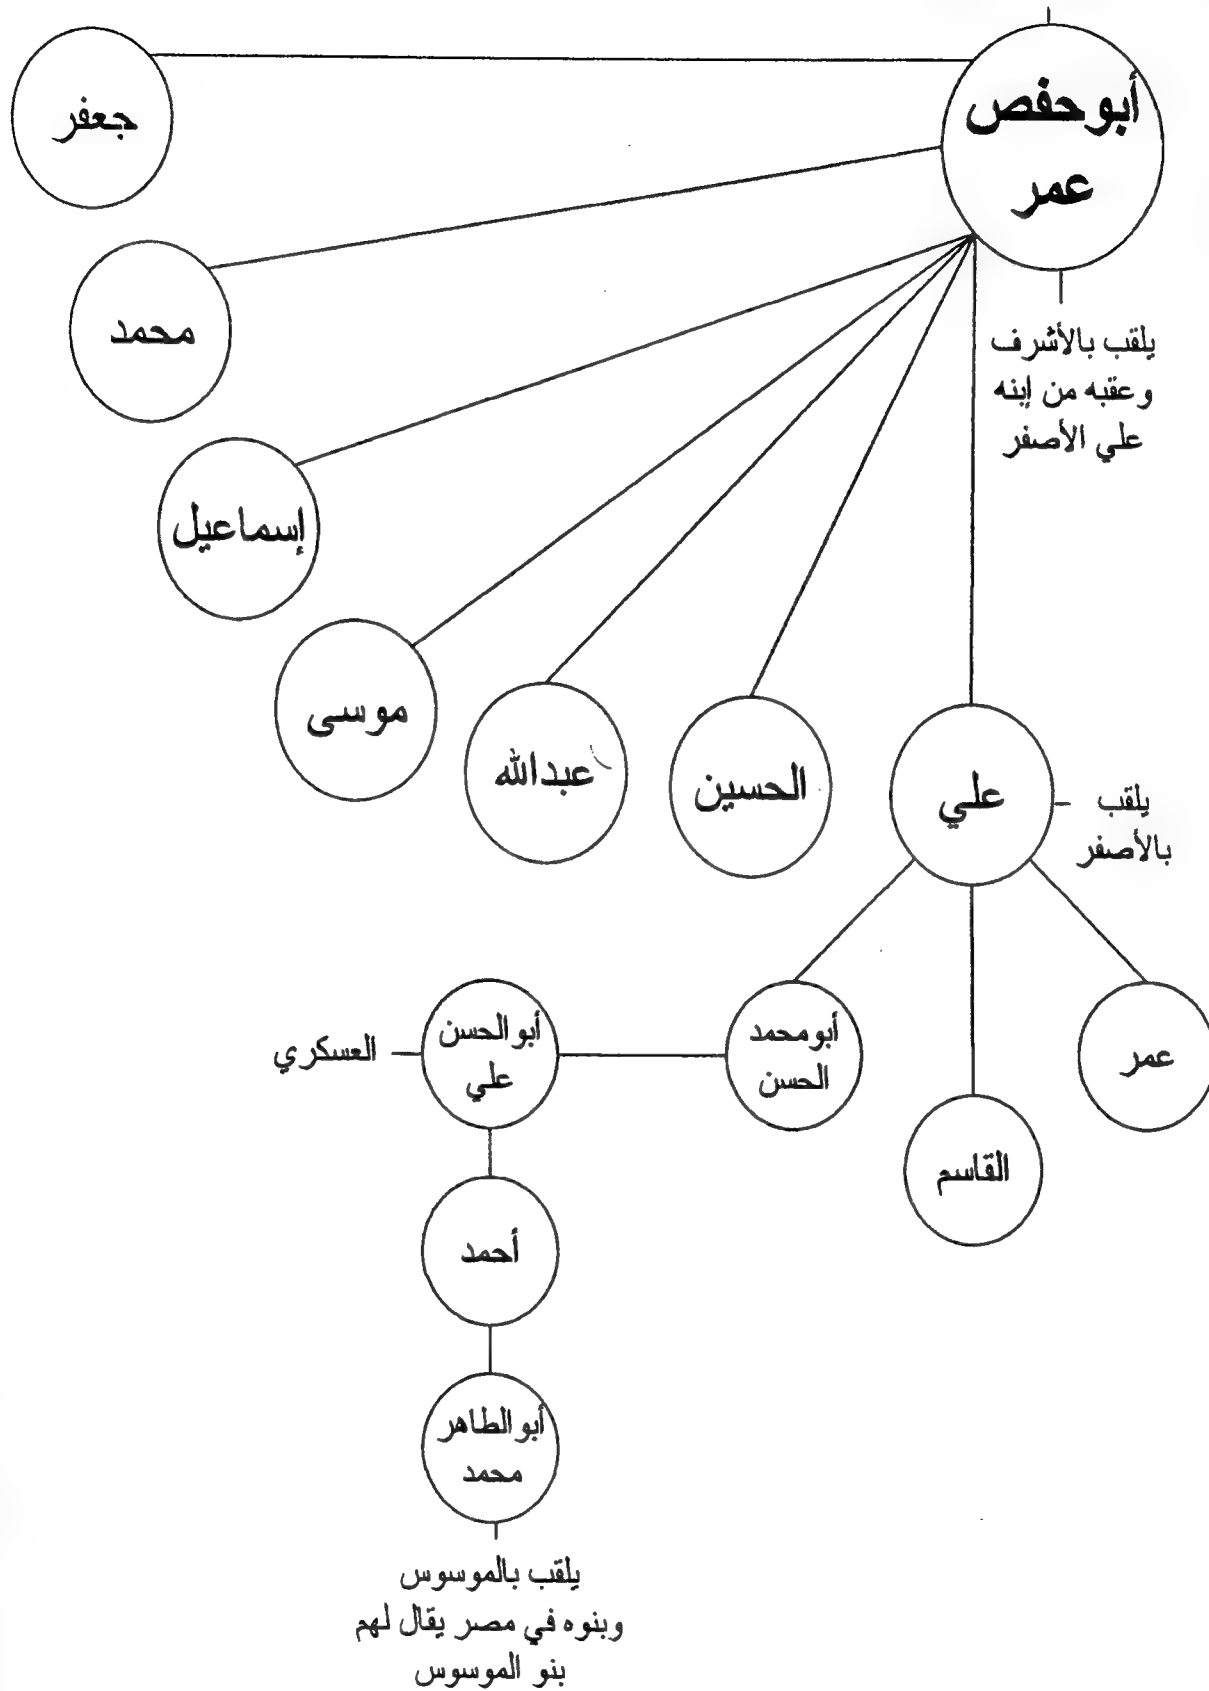 أبو حفص
عمر
يلقب بالأشرف
وعقبه من إبنه
علي الأصفر
جعفر
محمد
إسماعيل
موسى
عبدالله
الحسين
علي
يلقب
بالأصفر
عمر
القاسم
أبو محمد
الحسن
أبو الحسن
علي
العسكري
أحمد
أبو الطاهر
محمد
يلقب بالموسوس
وبنوه في مصر يقال لهم
بنو الموسوس